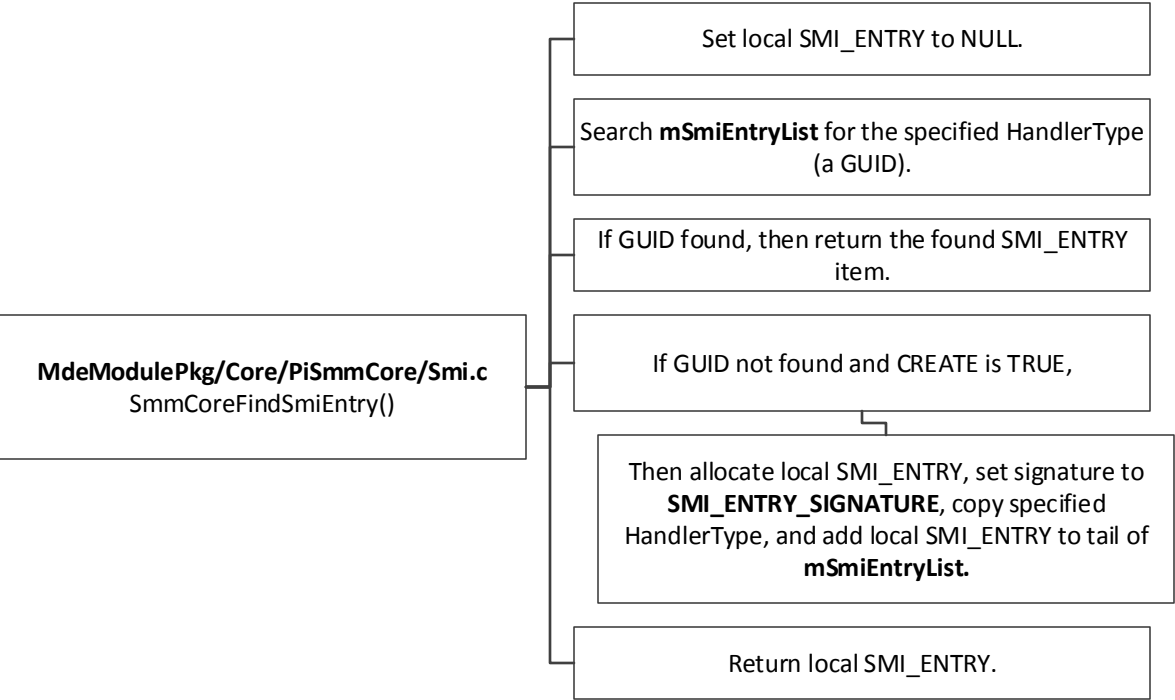 Set local SMI_ENTRY to NULL.
Search mSmiEntryList for the specified HandlerType
(a GUID).
If GUID found, then return the found SMI_ENTRY
item.
MdeModulePkg/Core/PiSmmCore/Smi.c
SmmCoreFindSmiEntry()
If GUID not found and CREATE is TRUE,
Then allocate local SMI_ENTRY, set signature to
SMI_ENTRY_SIGNATURE, copy specified
HandlerType, and add local SMI_ENTRY to tail of
mSmiEntryList.
Return local SMI_ENTRY.